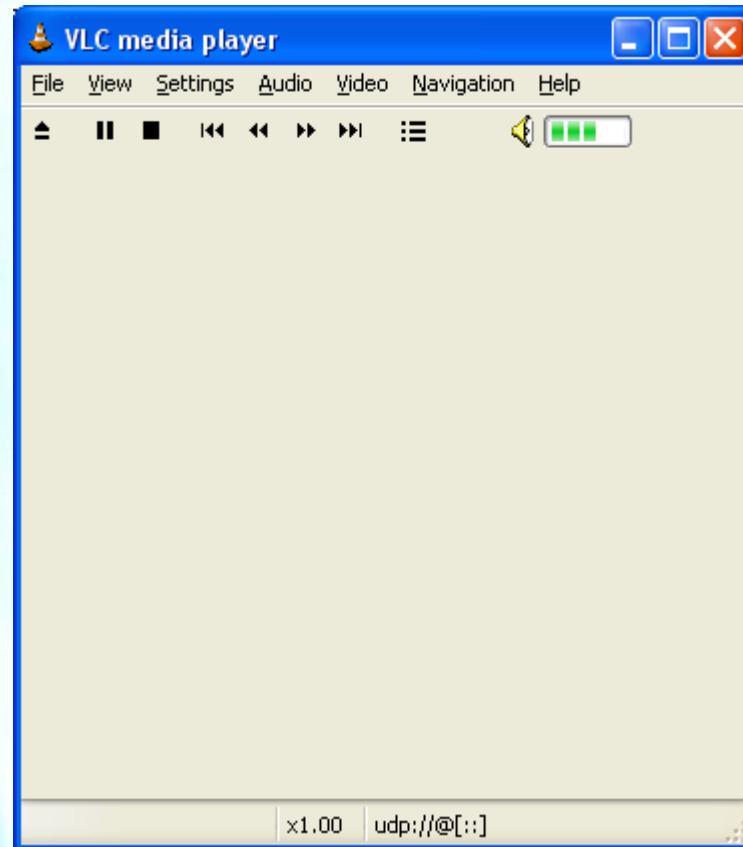 VLC media player
File View Settings Audio Video Navigation Help
x1.00 udp://@[::]